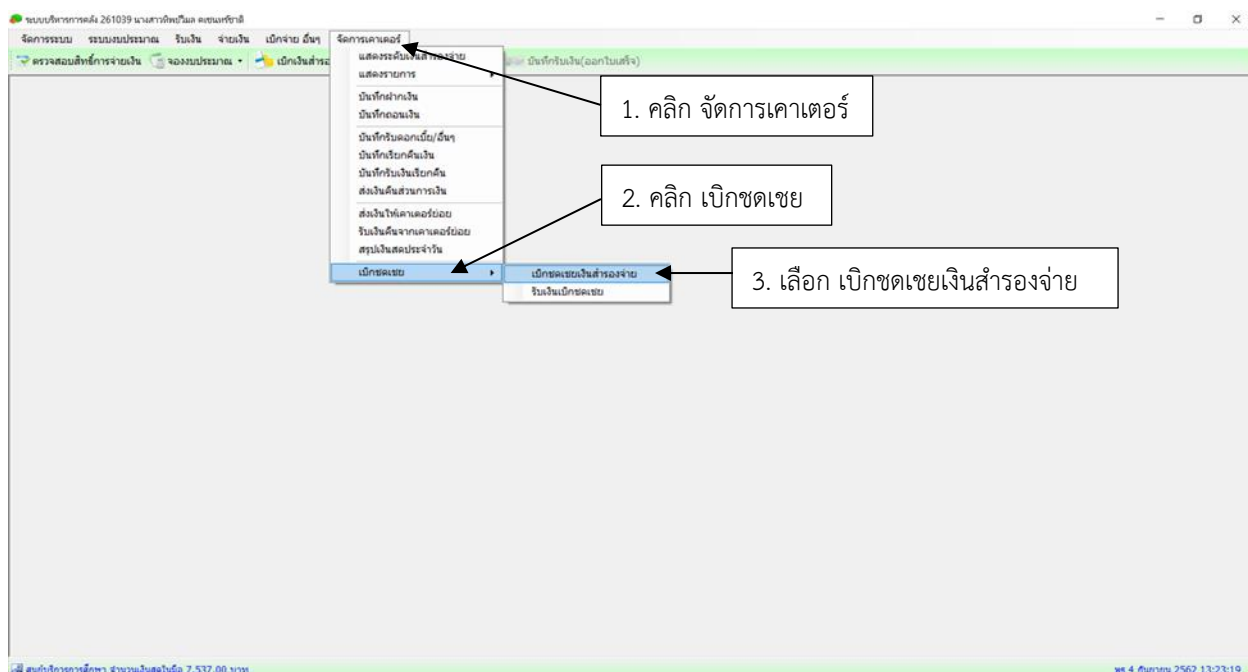 ระบบบริหารการคลัง 261039 นางสาวทิพย์วิมล
จัดการระบบ ระบบงบประมาณ รับเงิน จ่ายเงิน เบิกจ่าย อื่นๆ จัดการเคาเตอร์
ตรวจสอบสิทธิ์การจ่ายเงิน จองงบประมาณ เบิกเงินสำรอ บันทึกรับเงิน(ออกใบเสร็จ)
แสดงระดับเงินสำรองจ่าย
แสดงรายการ
บันทึกฝากเงิน
บันทึกถอนเงิน
บันทึกรับดอกเบี้ย/อื่นๆ
บันทึกเรียกคืนเงิน
บันทึกรับเงินเรียกคืน
ส่งเงินคืนส่วนการเงิน
ส่งเงินให้เคาเตอร์ย่อย
รับเงินคืนจากเคาเตอร์ย่อย
สรุปเงินสดประจำวัน
เบิกชดเชย
เบิกชดเชยเงินสำรองจ่าย
รับเงินเบิกชดเชย
1. คลิก จัดการเคาเตอร์
2. คลิก เบิกชดเชย
3. เลือก เบิกชดเชยเงินสำรองจ่าย
ศูนย์บริการการศึกษา จำนวนเงินสดในมือ 7,537.00 บาท
พธ 4 กันยายน 2562 13:23:19